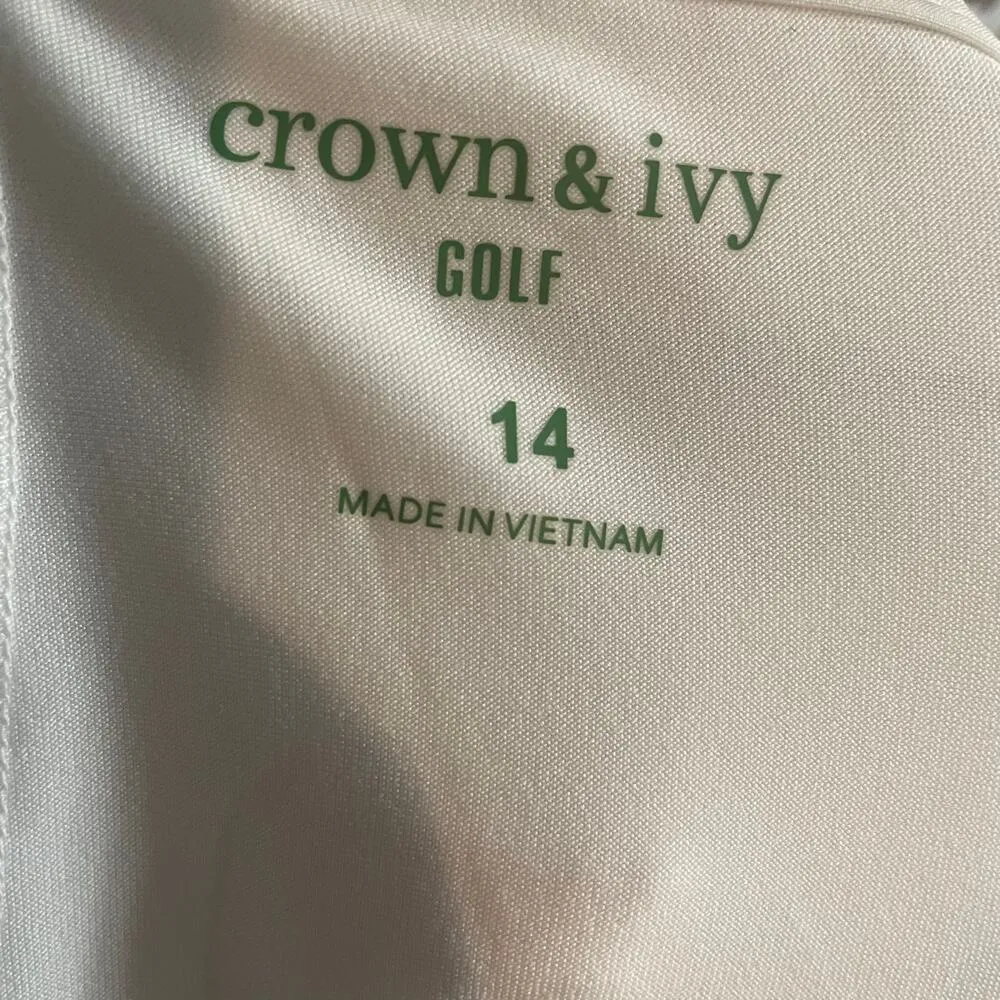 crown & ivy
GOLF
14
MADE IN VIETNAM